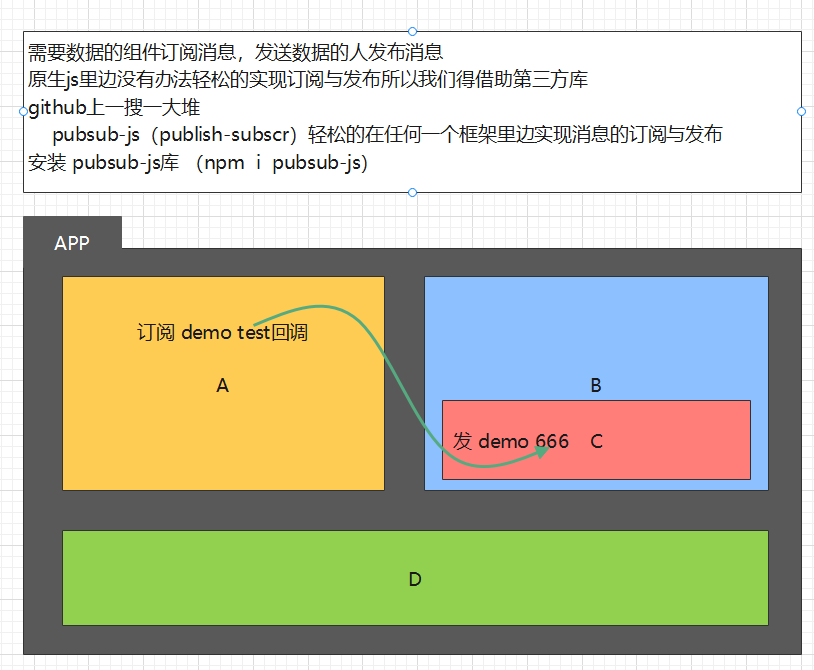 需要数据的组件订阅消息，发送数据的人发布消息
原生js里边没有办法轻松的实现订阅与发布所以我们得借助第三方库
github上一搜一大堆
pubsub-js（publish-subscr）轻松的在任何一个框架里边实现消息的订阅与发布
安装 pubsub-js库 （npm i pubsub-js）
APP
订阅 demo test回调
A
B
发 demo 666 C
D